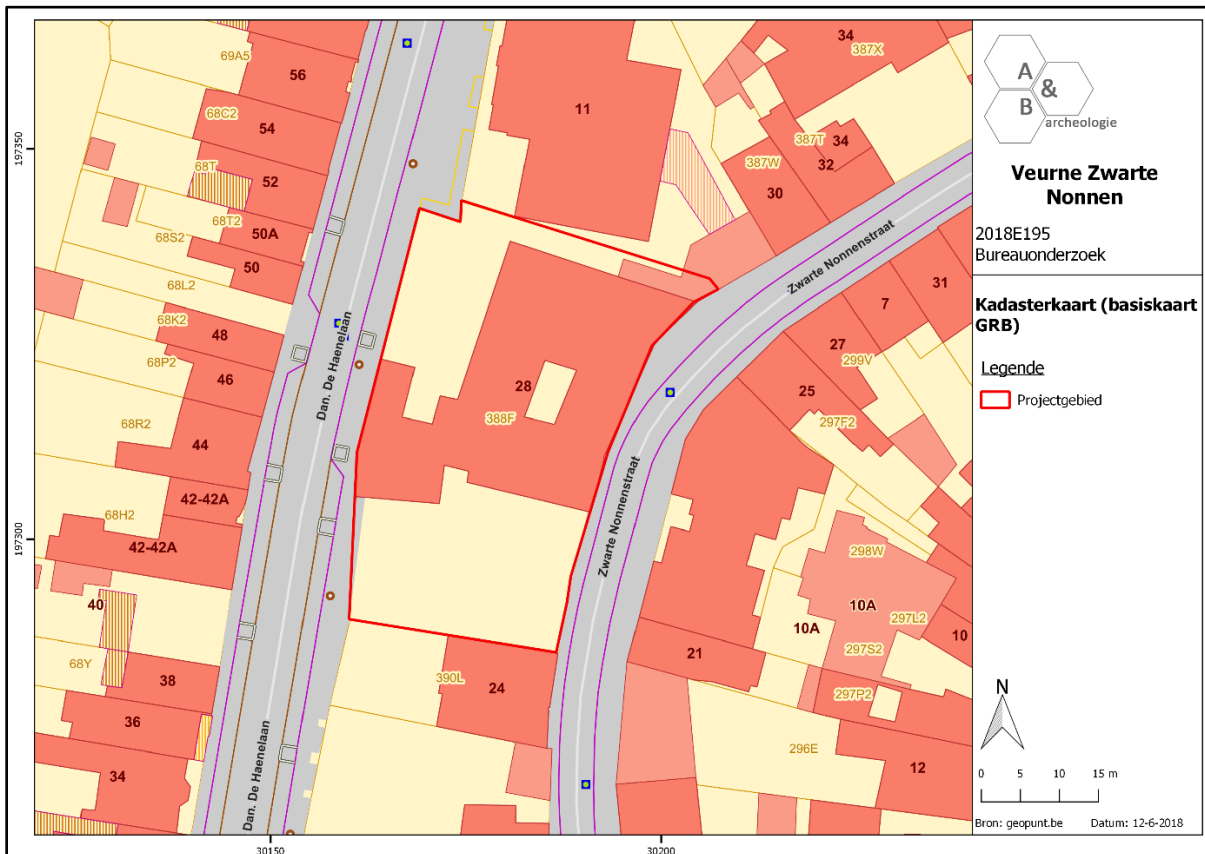 197350
197300
30150
30200
69A5
56
68C2
54
68T
52
68T2
50A
68S2
50
68L2
68K2
48
68P2
46
68R2
44
42-42A
68H2
42-42A
40
68Y
38
36
34
Dan. De Haenelaan
Dan. De Haenelaan
11
28
388F
390L
24
34
387X
387T
34
387W
32
30
Zwarte Nonnenstraat
Zwarte Nonnenstraat
31
7
27
299V
25
297F2
298W
10A
10A
297L2
10
297S2
21
297P2
296E
12
A
&
B
archeologie
Veurne Zwarte
Nonnen
2018E195
Bureauonderzoek
Kadasterkaart (basiskaart
GRB)
Legende
Projectgebied
N
0 5 10 15 m
Bron: geopunt.be Datum: 12-6-2018